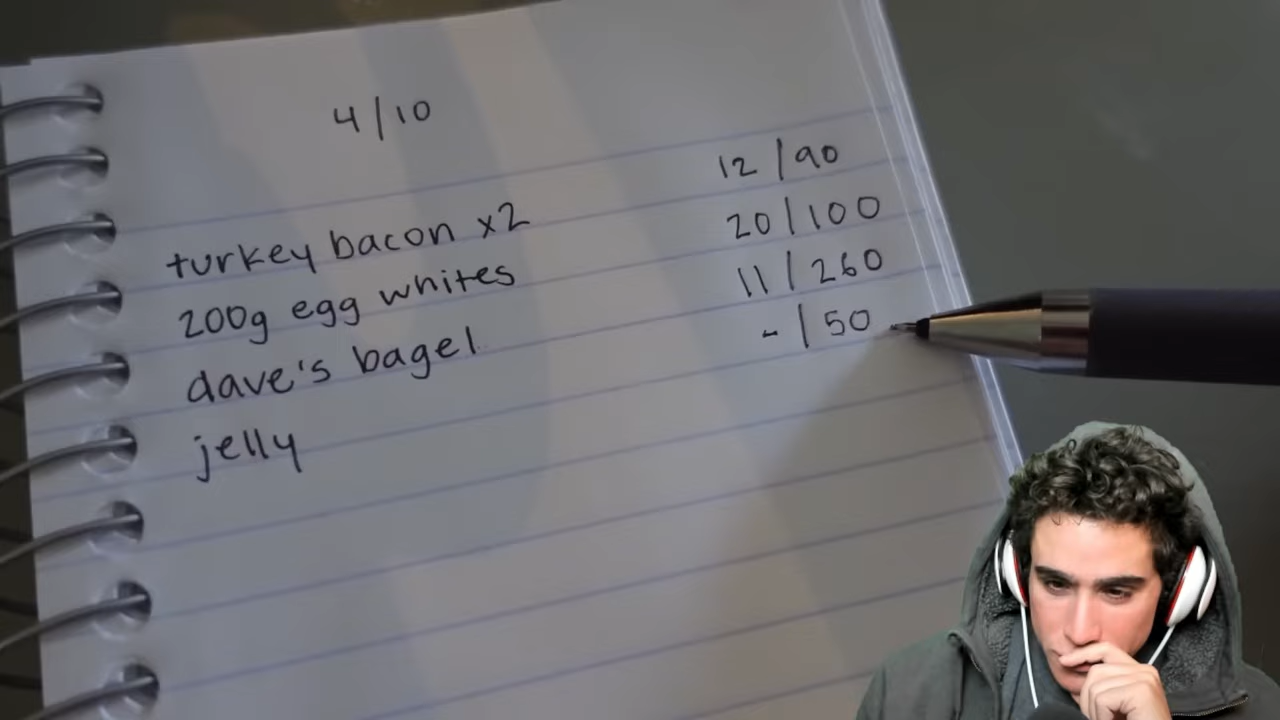 4/10
turkey bacon x2 12/90
200g egg whites 20/100
dave's bagel 11/260
jelly -/50